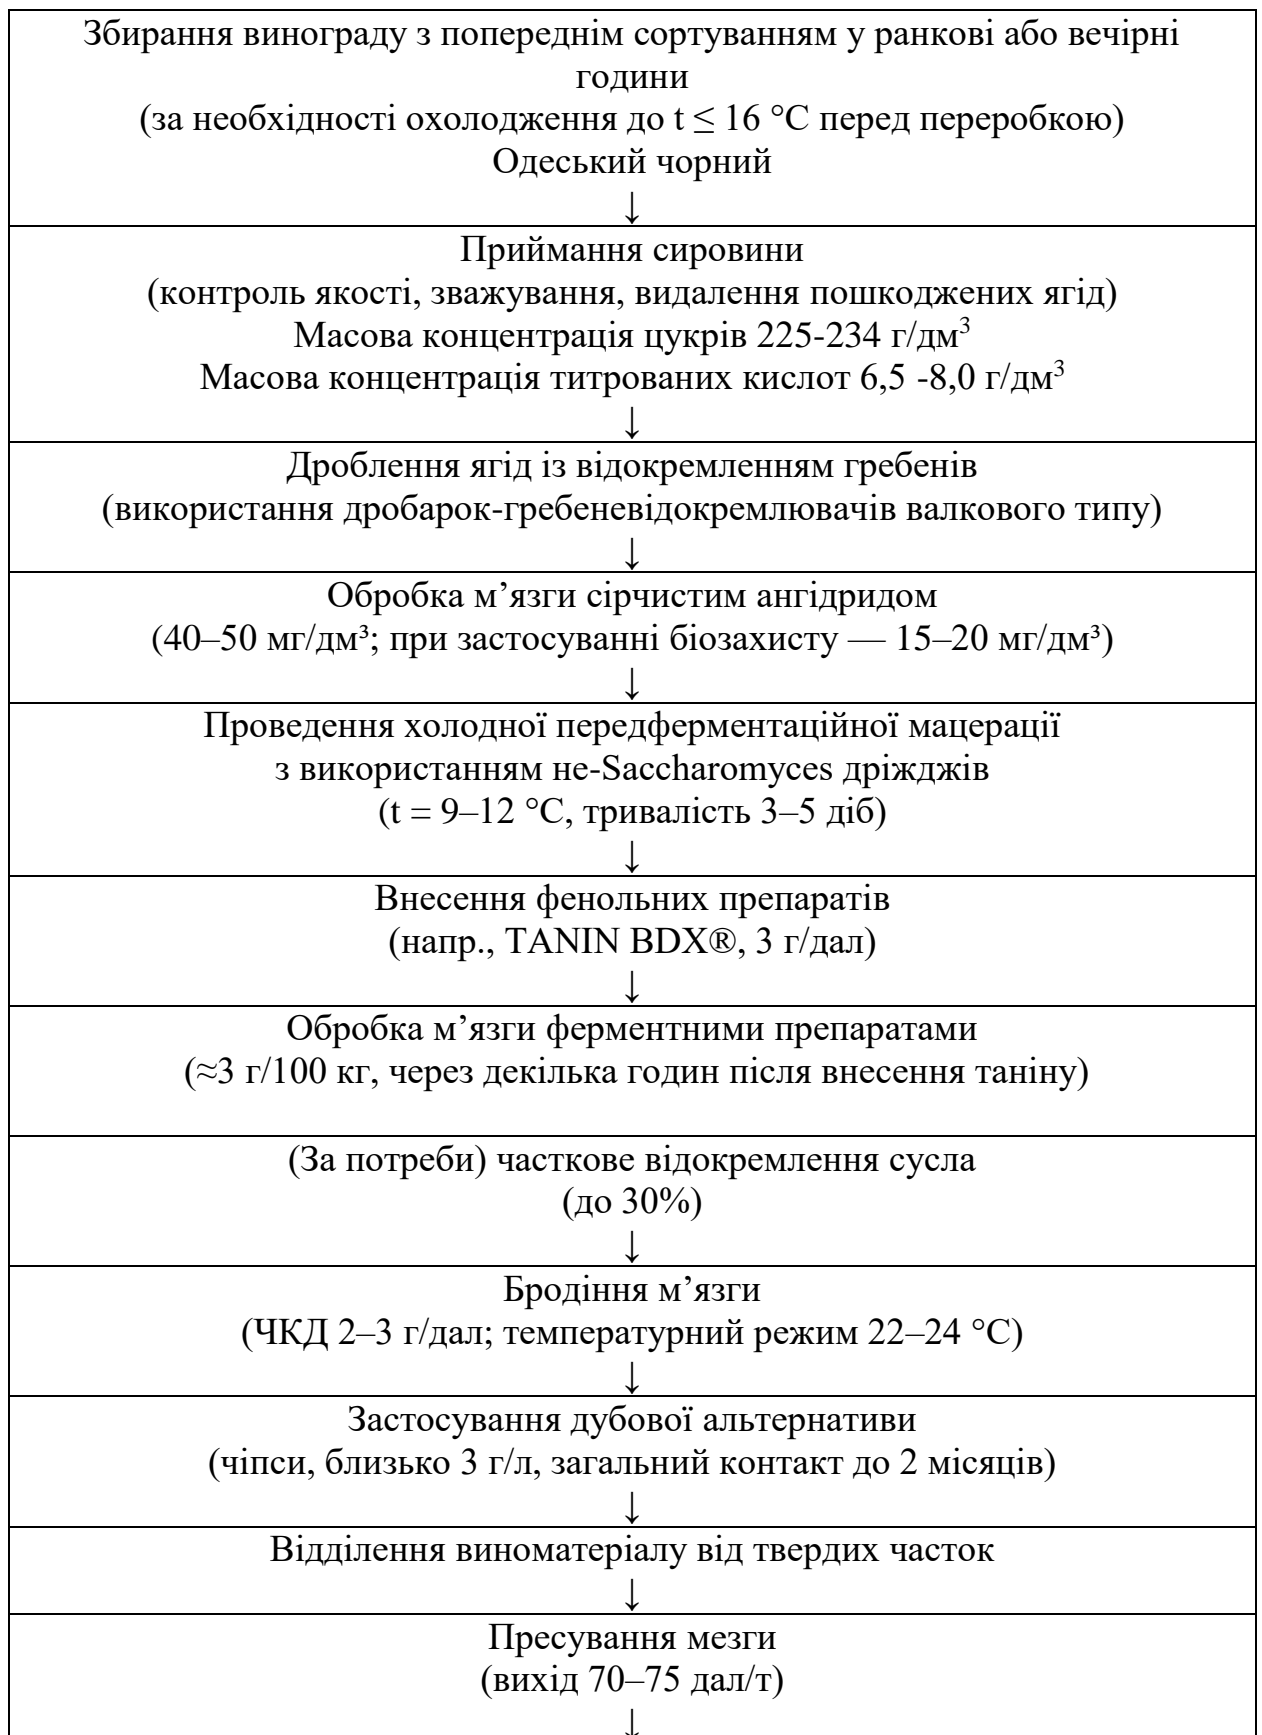 Збирання винограду з попереднім сортуванням у ранкові або вечірні
години
(за необхідності охолодження до t ≤ 16 °C перед переробкою)
Одеський чорний
↓
Приймання сировини
(контроль якості, зважування, видалення пошкоджених ягід)
Масова концентрація цукрів 225-234 г/дм³
Масова концентрація титрованих кислот 6,5 -8,0 г/дм³
↓
Дроблення ягід із відокремленням гребенів
(використання дробарок-гребеневідокремлювачів валкового типу)
↓
Обробка м’язги сірчистим ангідридом
(40–50 мг/дм³; при застосуванні біозахисту — 15–20 мг/дм³)
↓
Проведення холодної передферментаційної мацерації
з використанням не-Saccharomyces дріжджів
(t = 9–12 °C, тривалість 3–5 діб)
↓
Внесення фенольних препаратів
(напр., TANIN BDX®, 3 г/дал)
↓
Обробка м’язги ферментними препаратами
(≈3 г/100 кг, через декілька годин після внесення таніну)
(За потреби) часткове відокремлення сусла
(до 30%)
↓
Бродіння м’язги
(ЧКД 2–3 г/дал; температурний режим 22–24 °C)
↓
Застосування дубової альтернативи
(чіпси, близько 3 г/л, загальний контакт до 2 місяців)
↓
Відділення виноматеріалу від твердих часток
↓
Пресування мезги
(вихід 70–75 дал/т)
↓